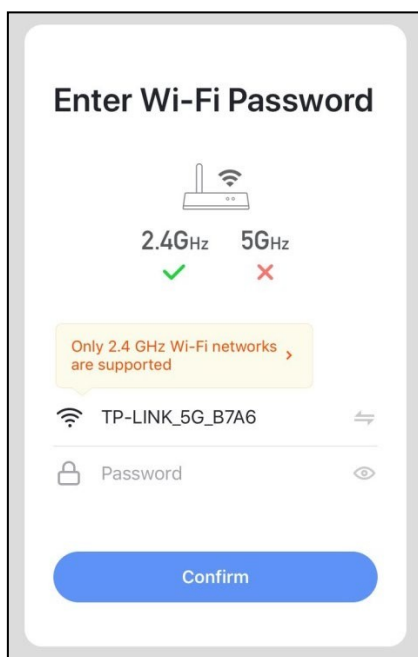 Enter Wi-Fi Password
2.4GHz 5GHz
Only 2.4 GHz Wi-Fi networks
are supported
TP-LINK_5G_B7A6
Password
Confirm